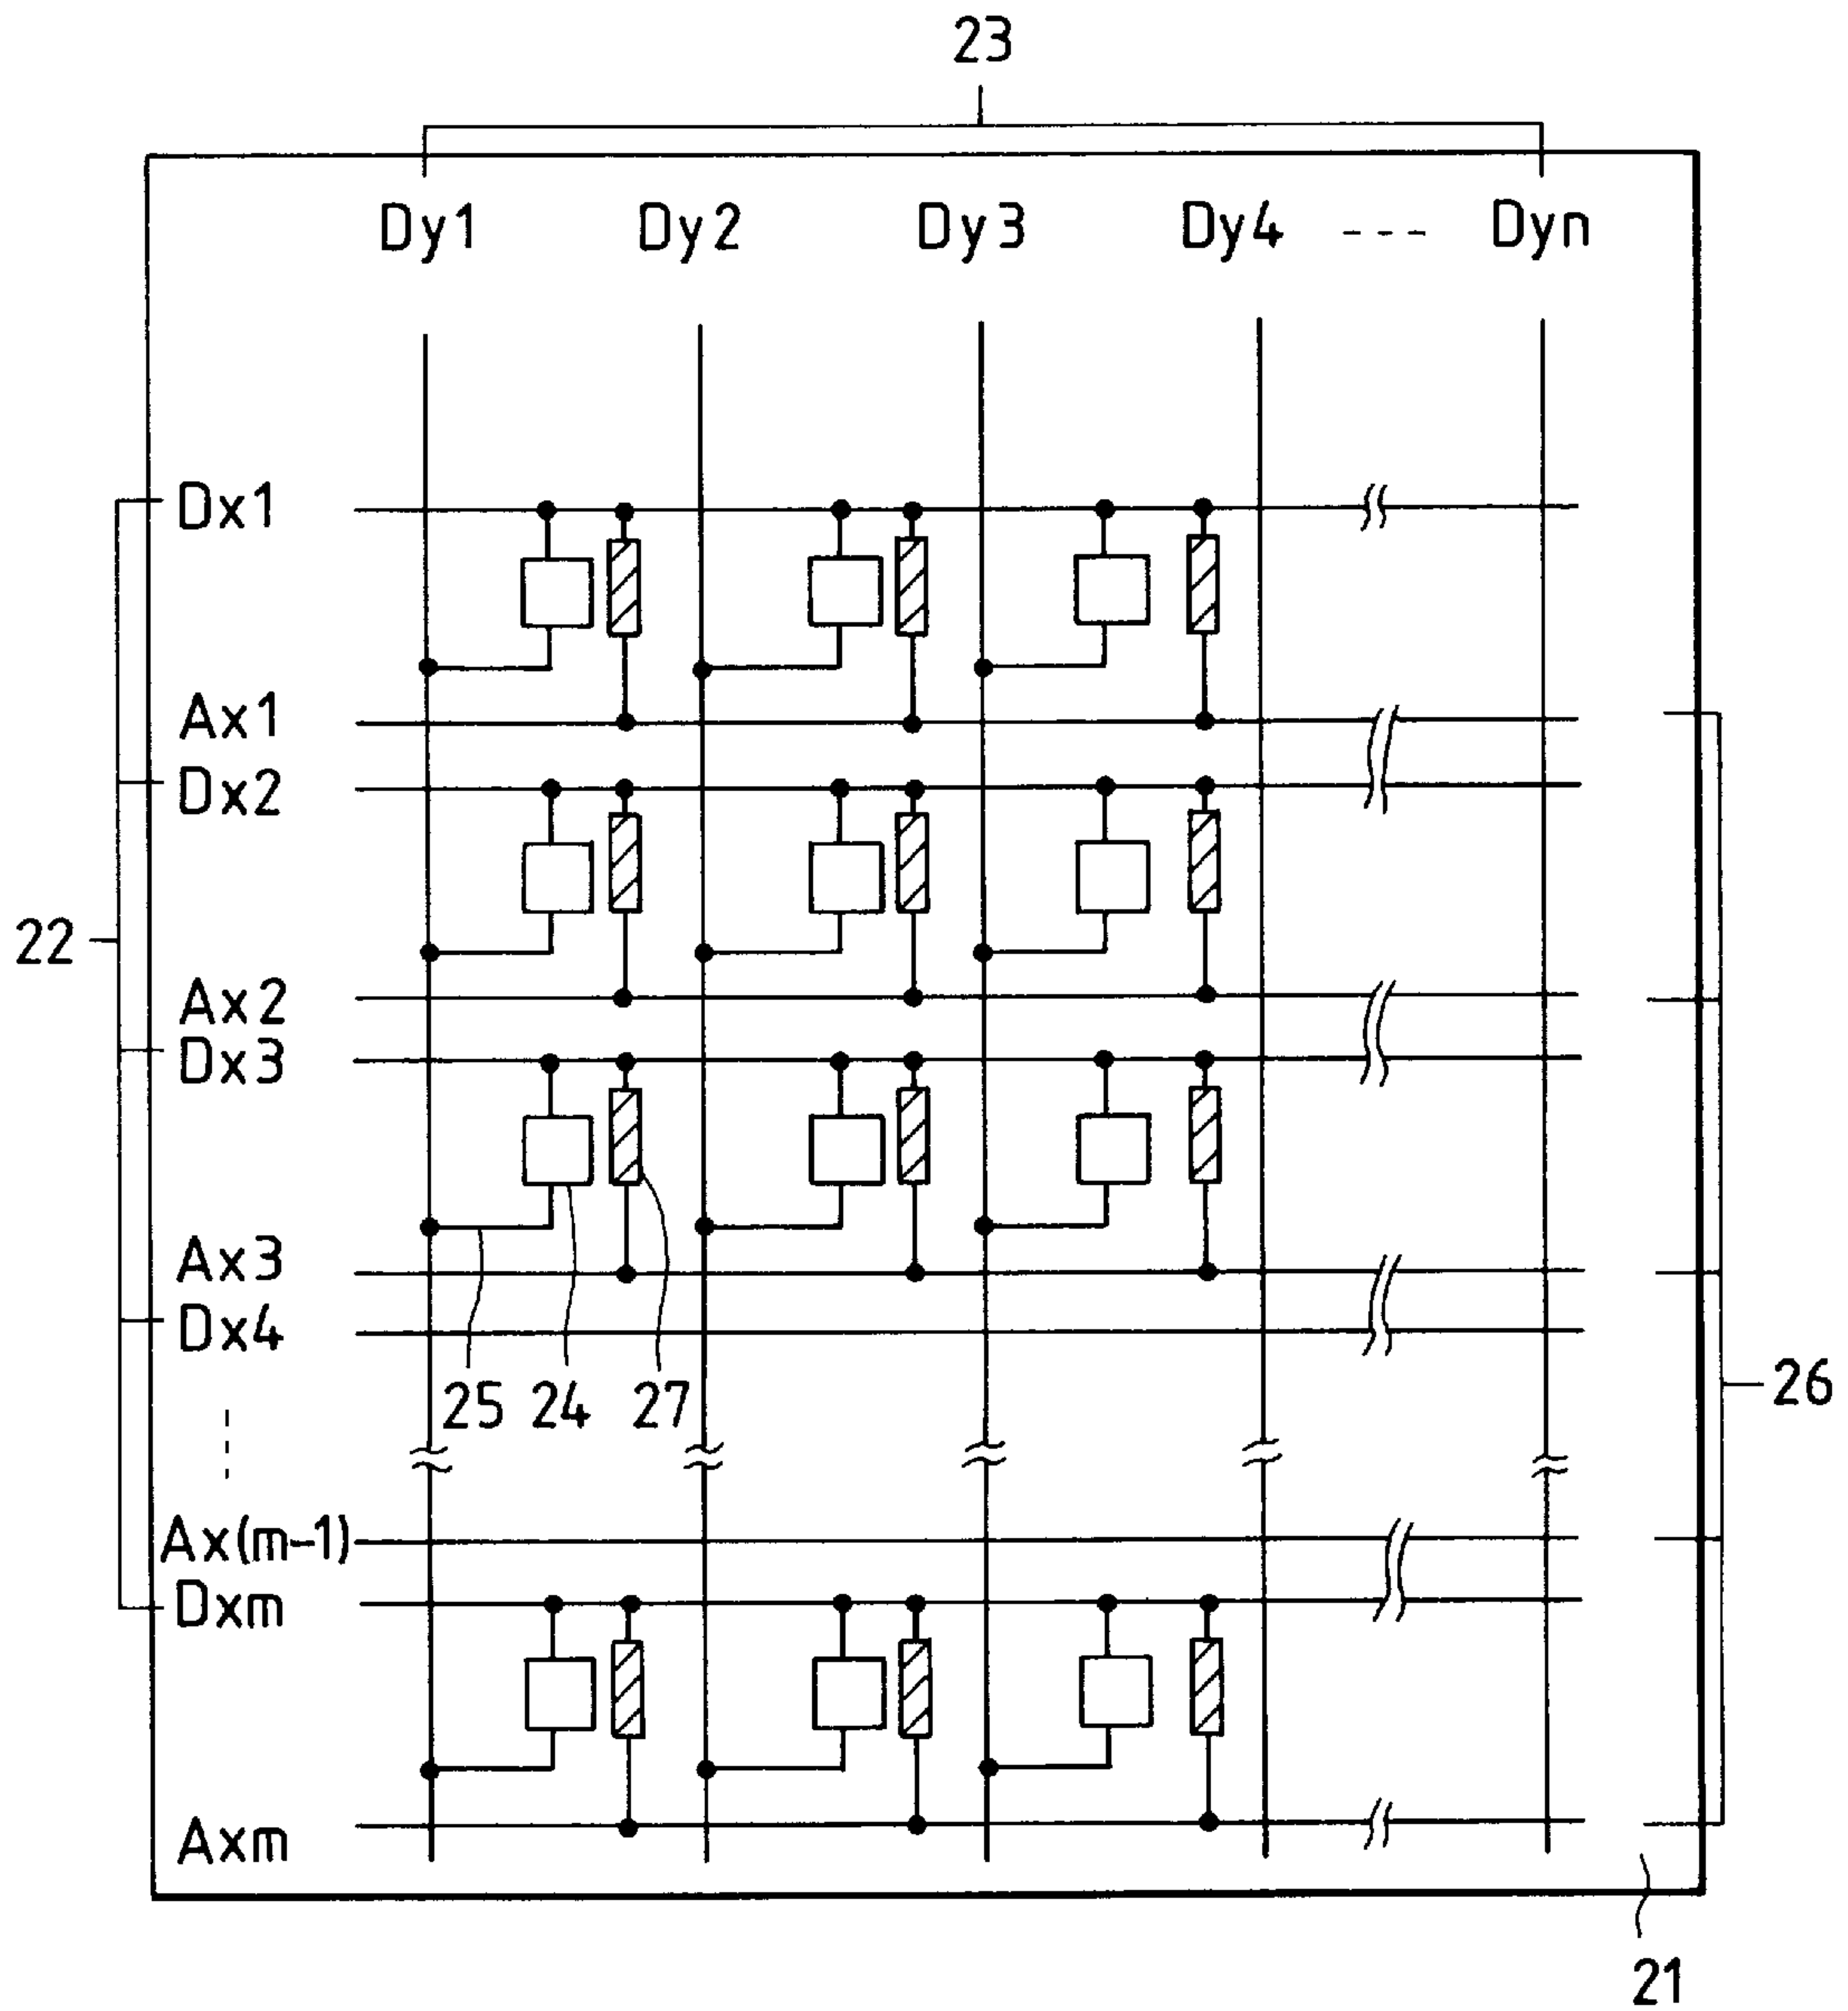 23
Dy1 Dy2 Dy3 Dy4 --- Dyn
Dx1
Ax1
Dx2
22
Ax2
Dx3
Ax3
Dx4
26
25 24 27
Ax(m-1)
Dxm
Axm
21